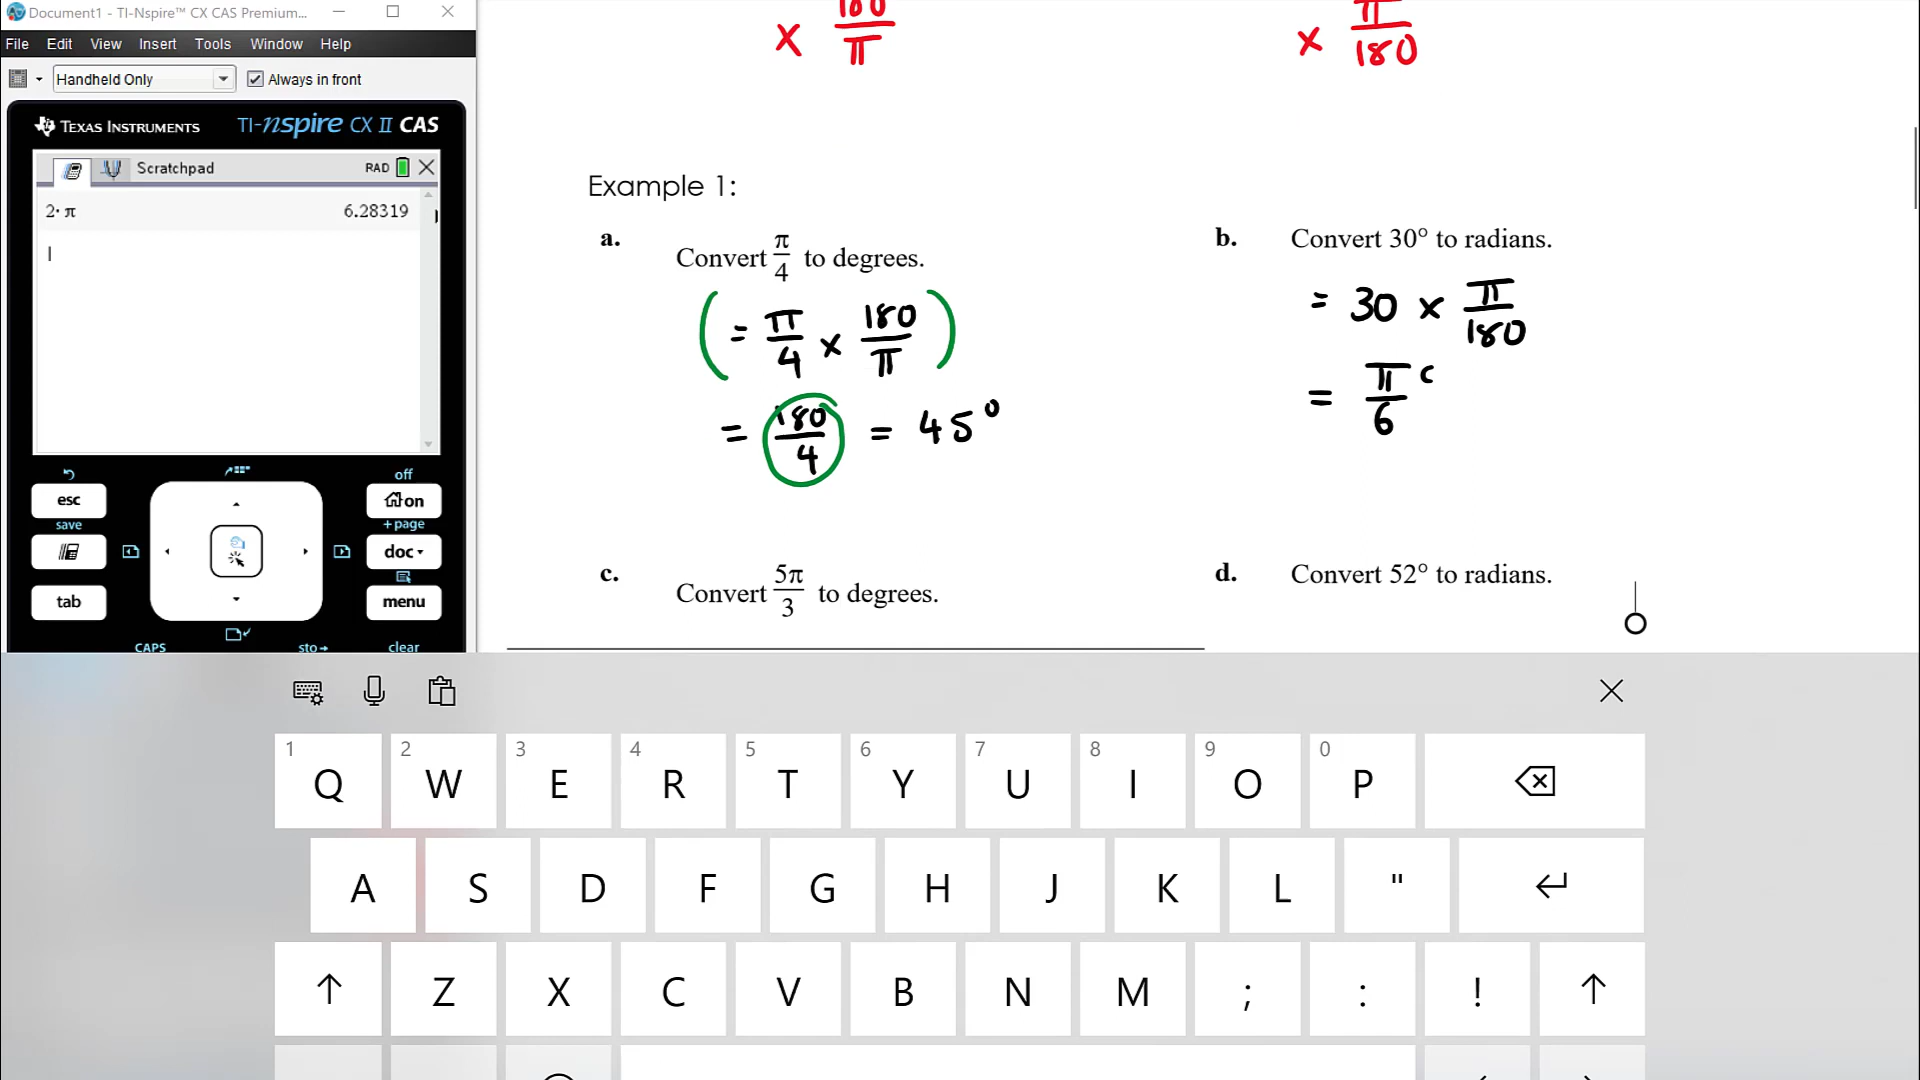 Document1 - TI-Nspire™ CX CAS Premium...
File Edit View Insert Tools Window Help
Handheld Only
Always in front
TEXAS INSTRUMENTS TI-nspire CX II CAS
Scratchpad RAD
2·π 6.28319
esc
save
tab
off
on
+ page
doc
menu
CAPS
sto→
clear
× 180/π
× π/180
Example 1:
a. Convert π/4 to degrees.
( = π/4 × 180/π )
= 180/4 = 45°
b. Convert 30° to radians.
= 30 × π/180
= π/6 ᶜ
c. Convert 5π/3 to degrees.
d. Convert 52° to radians.
1 2 3 4 5 6 7 8 9 0
Q W E R T Y U I O P
A S D F G H J K L "
Z X C V B N M ; : !